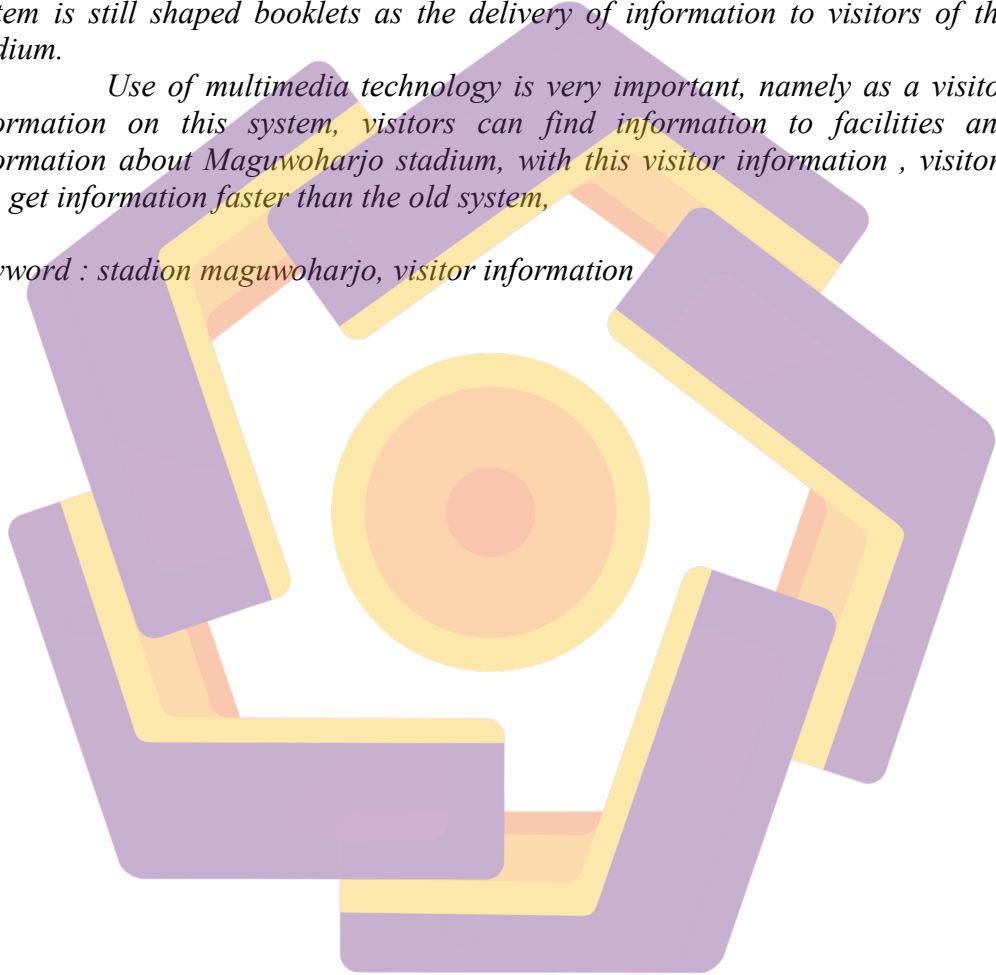 tem is still shaped booklets as the delivery of information to visitors of th
dium.
Use of multimedia technology is very important, namely as a visito
ormation on this system, visitors can find information to facilities an
ormation about Maguwoharjo stadium, with this visitor information , visitor
get information faster than the old system,
yword : stadion maguwoharjo, visitor information